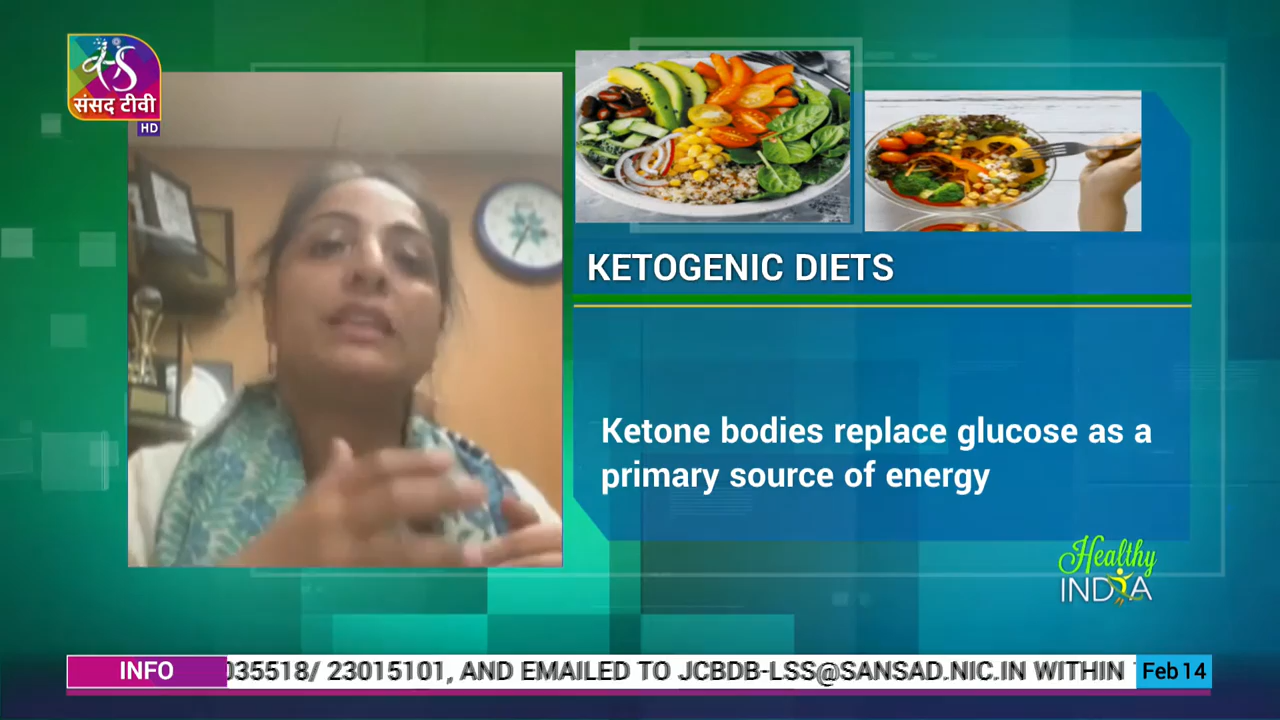 संसद टीवी
HD
KETOGENIC DIETS
Ketone bodies replace glucose as a
primary source of energy
Healthy
INDIA
INFO
035518/ 23015101, AND EMAILED TO JCBDB-LSS@SANSAD.NIC.IN WITHIN
Feb 14